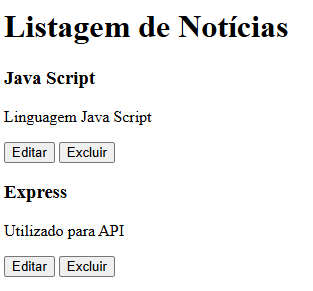 Listagem de Notícias
Java Script
Linguagem Java Script
Editar Excluir
Express
Utilizado para API
Editar Excluir